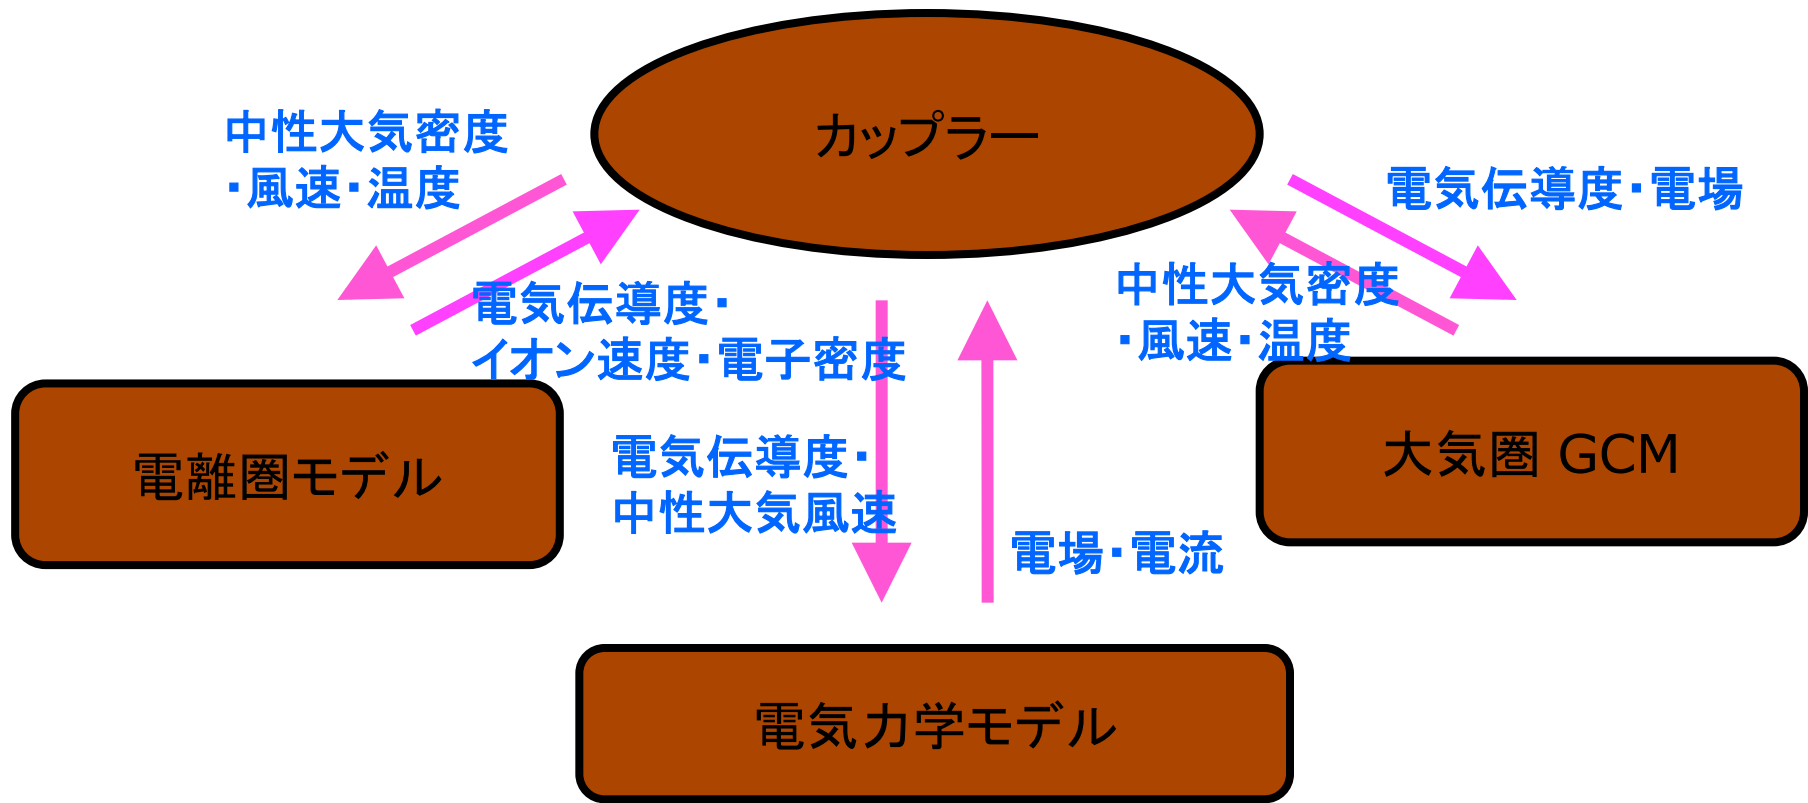 カップラー
中性大気密度
・風速・温度
電気伝導度・電場
電気伝導度・
イオン速度・電子密度
中性大気密度
・風速・温度
電離圏モデル
大気圏 GCM
電気伝導度・
中性大気風速
電場・電流
電気力学モデル